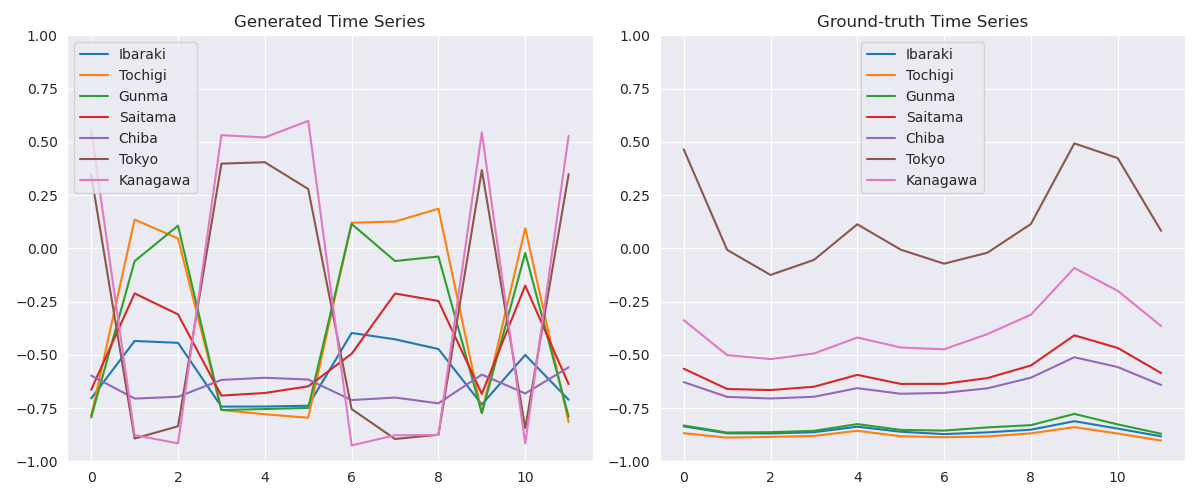 Generated Time Series
1.00
0.75
0.50
0.25
0.00
−0.25
−0.50
−0.75
−1.00
0 2 4 6 8 10
Ibaraki
Tochigi
Gunma
Saitama
Chiba
Tokyo
Kanagawa
Ground-truth Time Series
1.00
0.75
0.50
0.25
0.00
−0.25
−0.50
−0.75
−1.00
0 2 4 6 8 10
Ibaraki
Tochigi
Gunma
Saitama
Chiba
Tokyo
Kanagawa